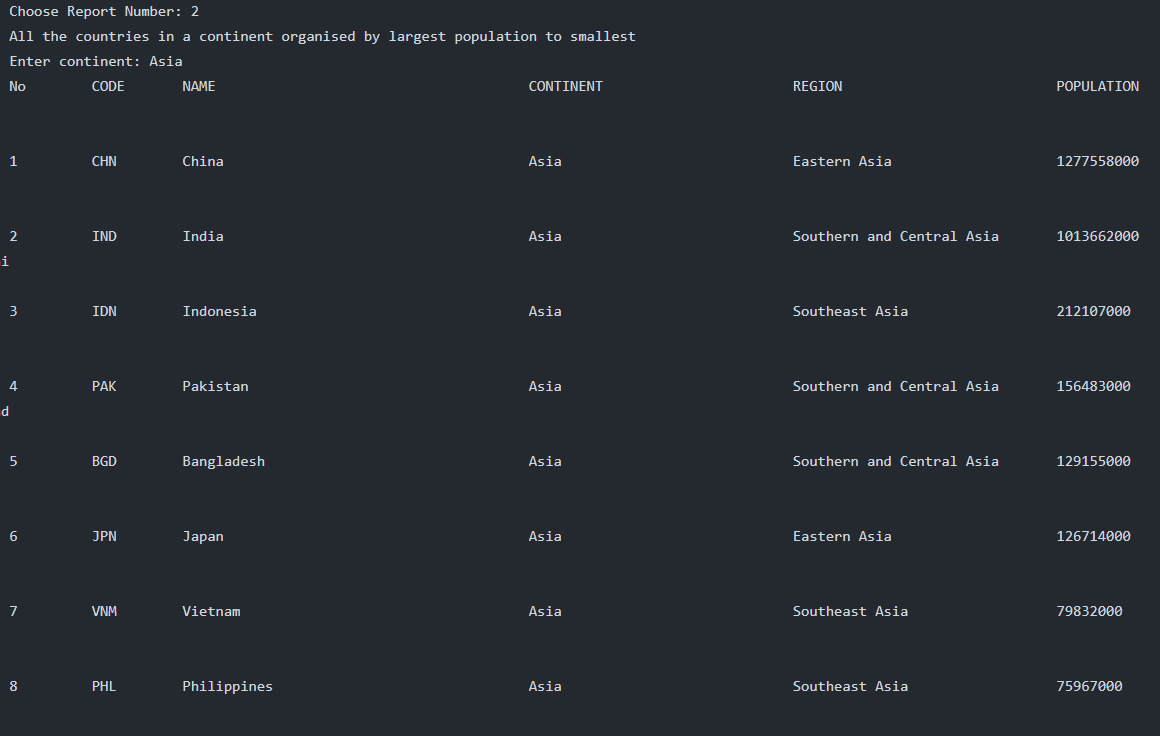 Choose Report Number: 2
All the countries in a continent organised by largest population to smallest
Enter continent: Asia
No CODE NAME CONTINENT REGION POPULATION
1 CHN China Asia Eastern Asia 1277558000
2 IND India Asia Southern and Central Asia 1013662000
i
3 IDN Indonesia Asia Southeast Asia 212107000
4 PAK Pakistan Asia Southern and Central Asia 156483000
d
5 BGD Bangladesh Asia Southern and Central Asia 129155000
6 JPN Japan Asia Eastern Asia 126714000
7 VNM Vietnam Asia Southeast Asia 79832000
8 PHL Philippines Asia Southeast Asia 75967000